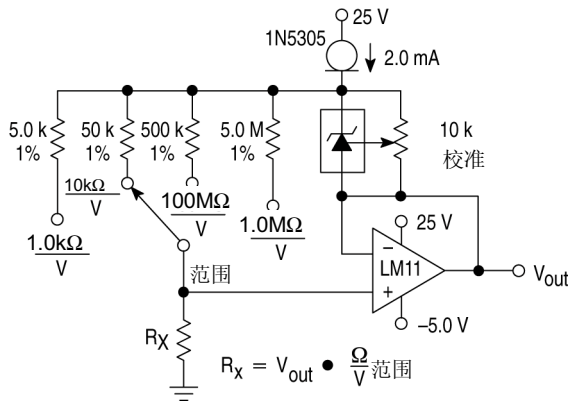 25 V
1N5305
2.0 mA
5.0 k
1%
50 k
1%
500 k
1%
5.0 M
1%
10 k
校准
10kΩ
V
100MΩ
V
1.0kΩ
V
1.0MΩ
V
25 V
范围
−
LM11
+
Vout
–5.0 V
RX
RX = Vout • Ω/V 范围